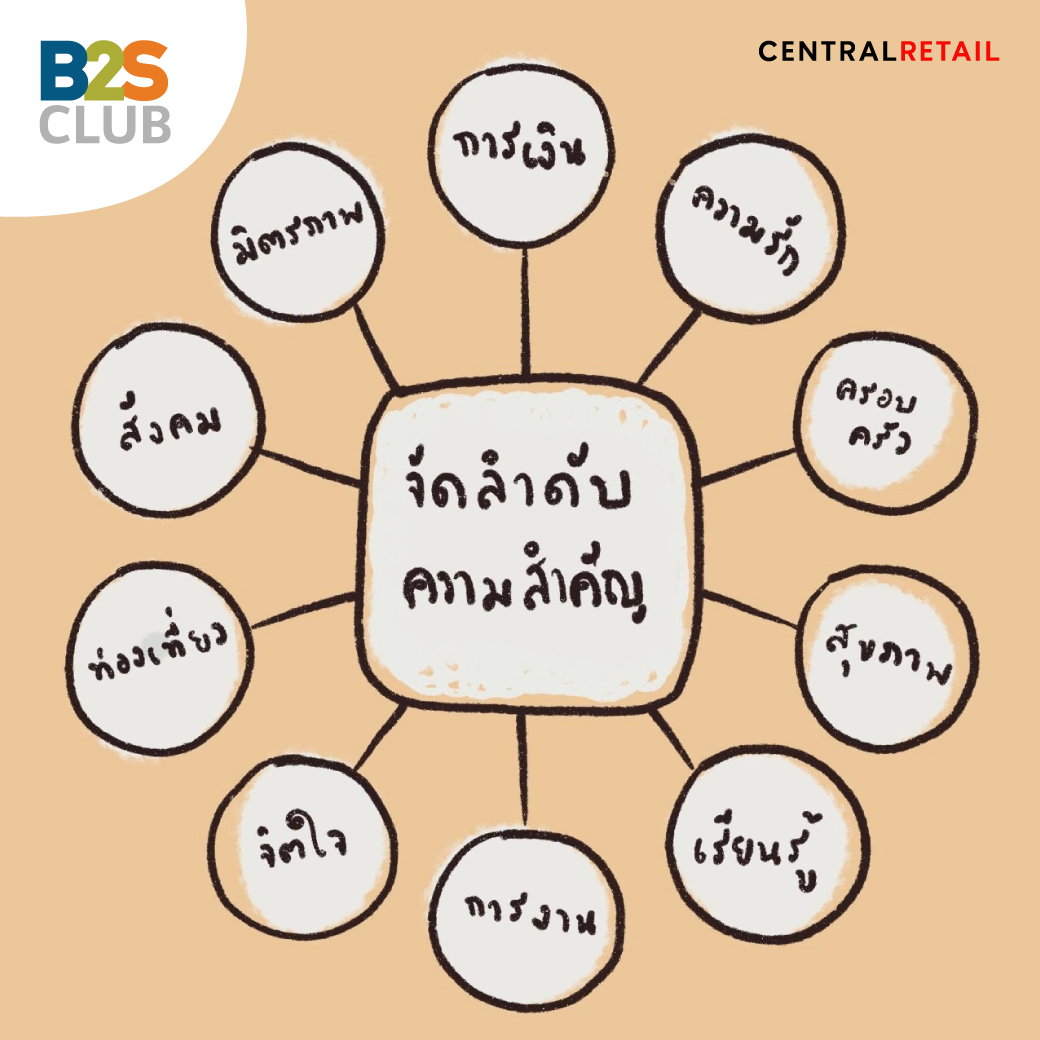 B2S
CLUB
CENTRALRETAIL
การเงิน
ความรัก
ครอบ
ครัว
สุขภาพ
เรียนรู้
การงาน
จิตใจ
ท่องเที่ยว
สังคม
มิตรภาพ
จัดลำดับ
ความสำคัญ